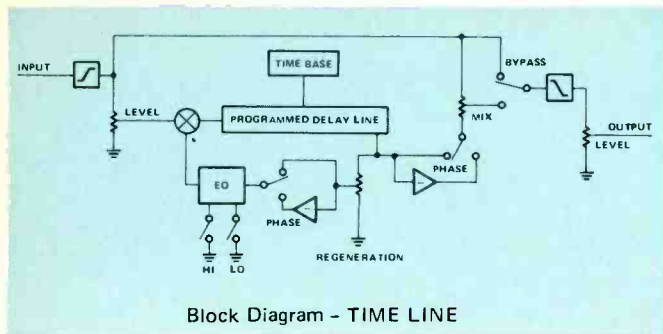 INPUT
BYPASS
TIME BASE
LEVEL
PROGRAMMED DELAY LINE
MIX
OUTPUT
LEVEL
PHASE
EQ
PHASE
REGENERATION
HI
LO
Block Diagram - TIME LINE